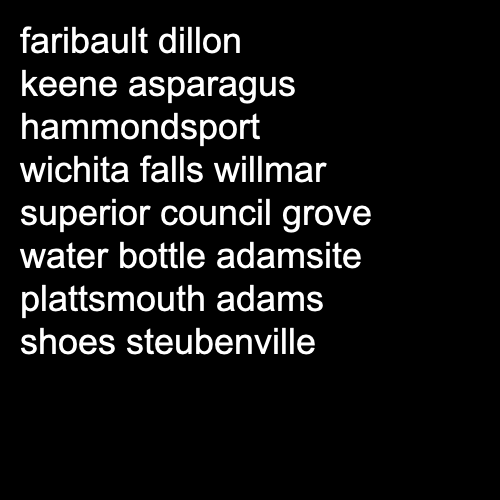 faribault dillon
keene asparagus
hammondsport
wichita falls willmar
superior council grove
water bottle adamsite
plattsmouth adams
shoes steubenville